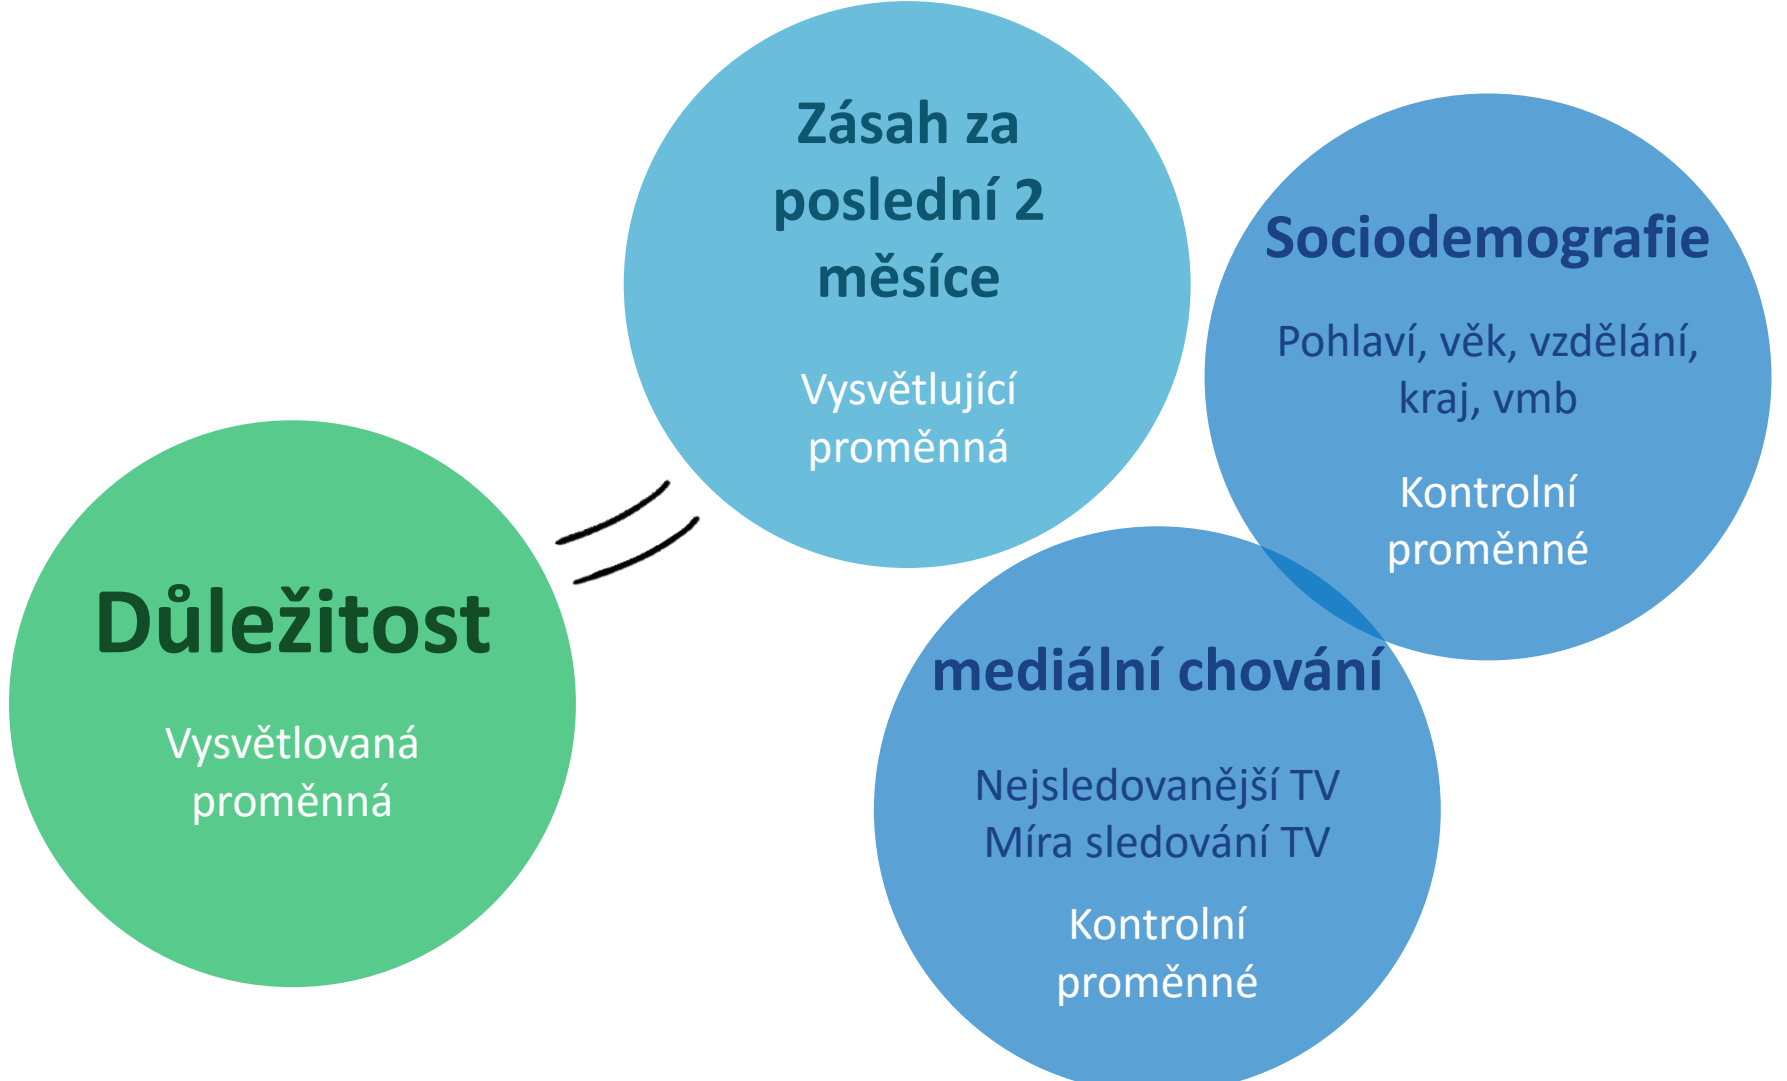 Zásah za
poslední 2
měsíce
Vysvětlující
proměnná
Sociodemografie
Pohlaví, věk, vzdělání,
kraj, vmb
Kontrolní
proměnné
Důležitost
Vysvětlovaná
proměnná
mediální chování
Nejsledovanější TV
Míra sledování TV
Kontrolní
proměnné